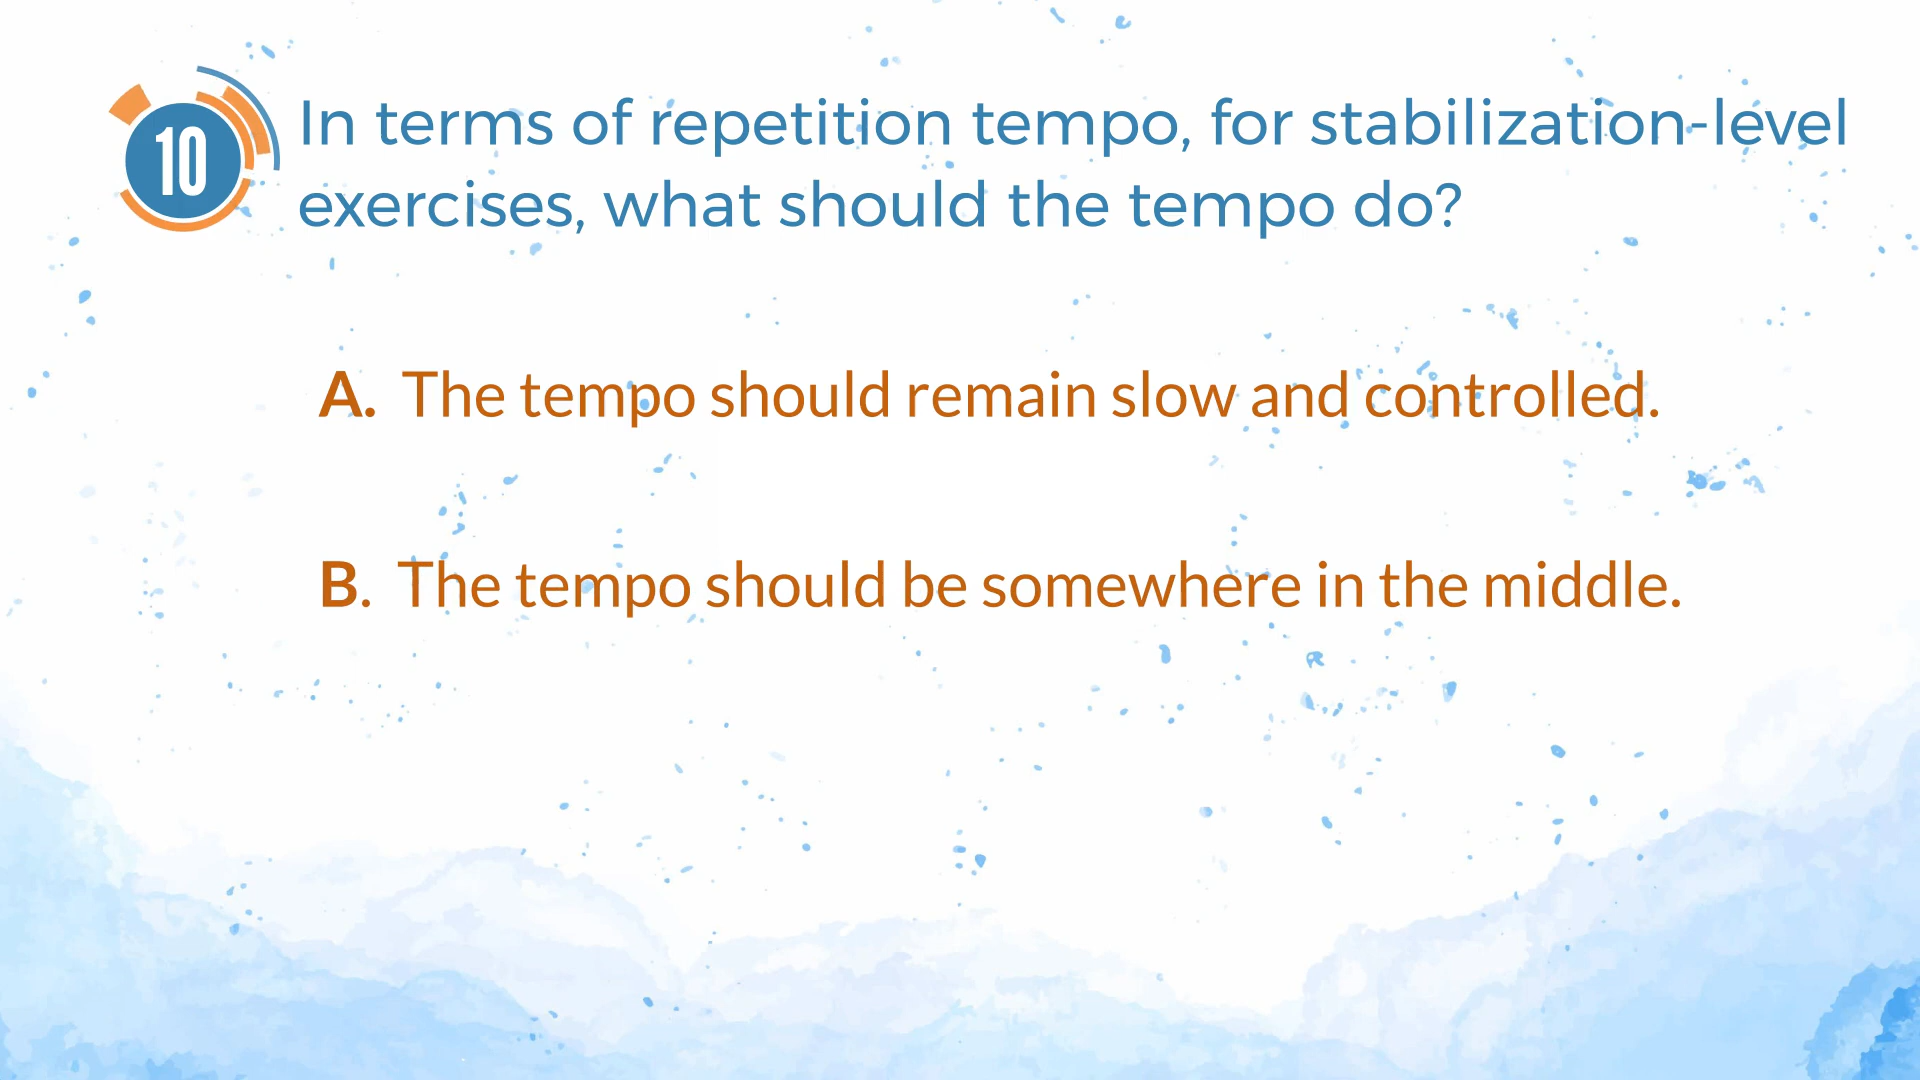 10
In terms of repetition tempo, for stabilization-level
exercises, what should the tempo do?
A. The tempo should remain slow and controlled.
B. The tempo should be somewhere in the middle.